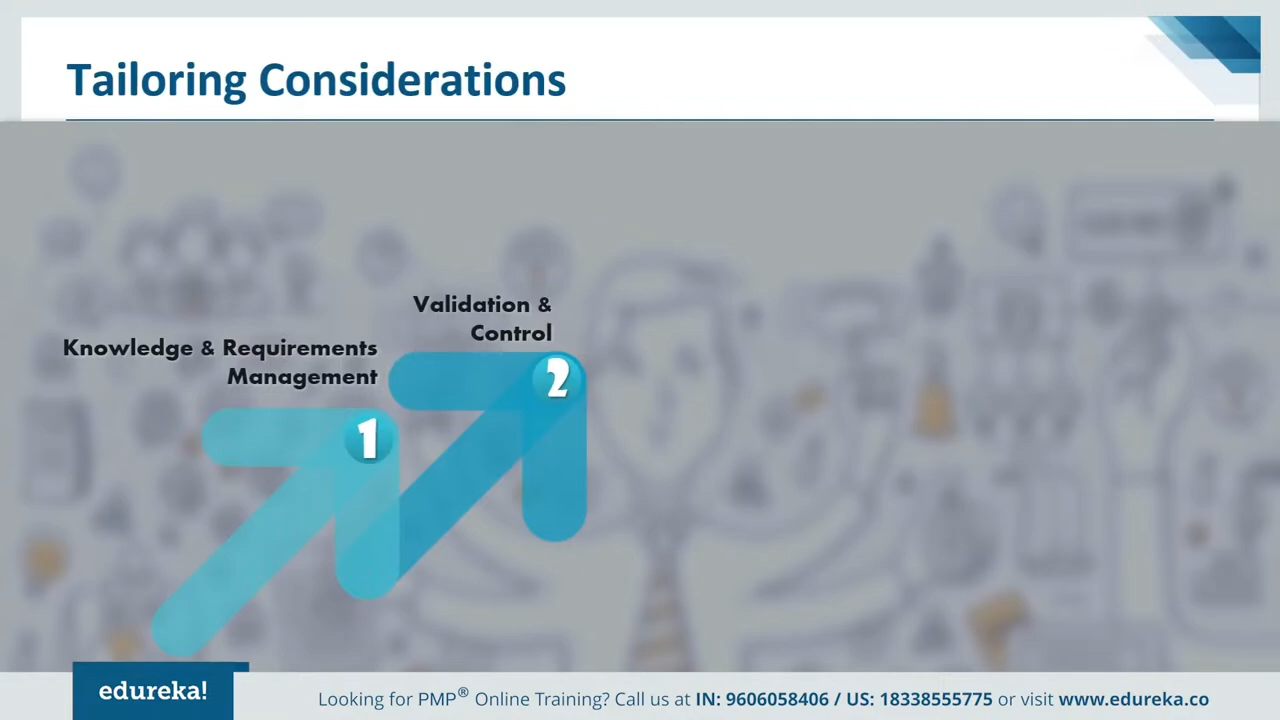 Tailoring Considerations
Validation &
Control
Knowledge & Requirements
Management
2
1
edureka!
Looking for PMP® Online Training? Call us at IN: 9606058406 / US: 18338555775 or visit www.edureka.co